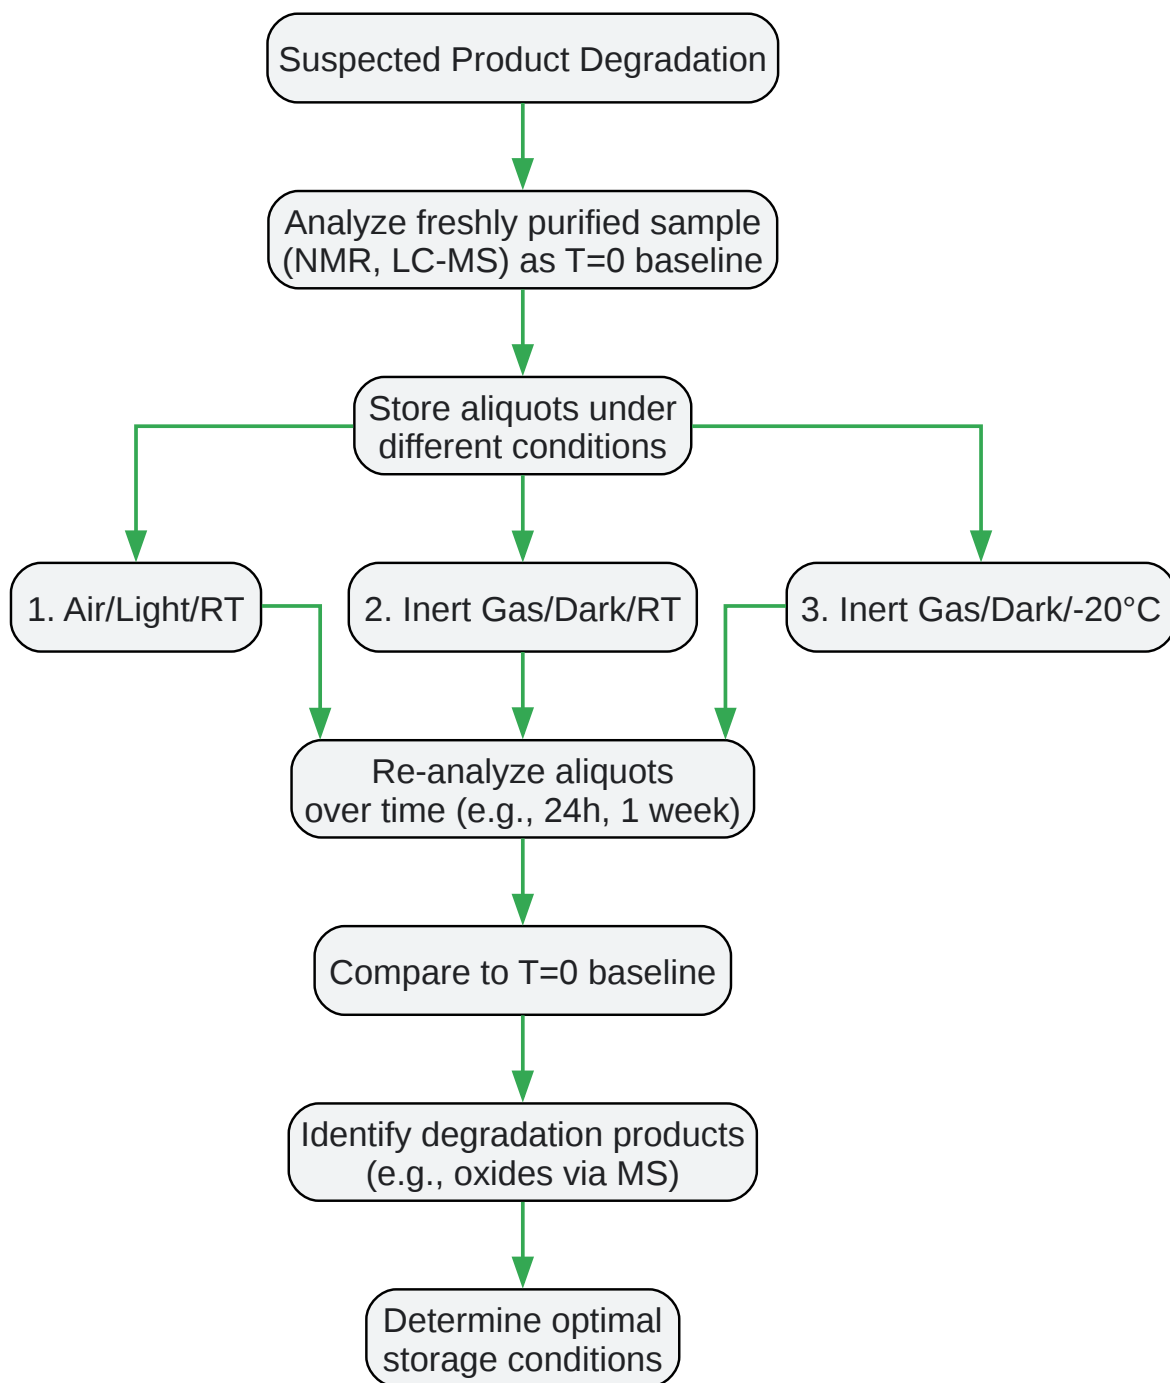 Suspected Product Degradation
Analyze freshly purified sample
(NMR, LC-MS) as T=0 baseline
Store aliquots under
different conditions
1. Air/Light/RT
2. Inert Gas/Dark/RT
3. Inert Gas/Dark/-20°C
Re-analyze aliquots
over time (e.g., 24h, 1 week)
Compare to T=0 baseline
Identify degradation products
(e.g., oxides via MS)
Determine optimal
storage conditions